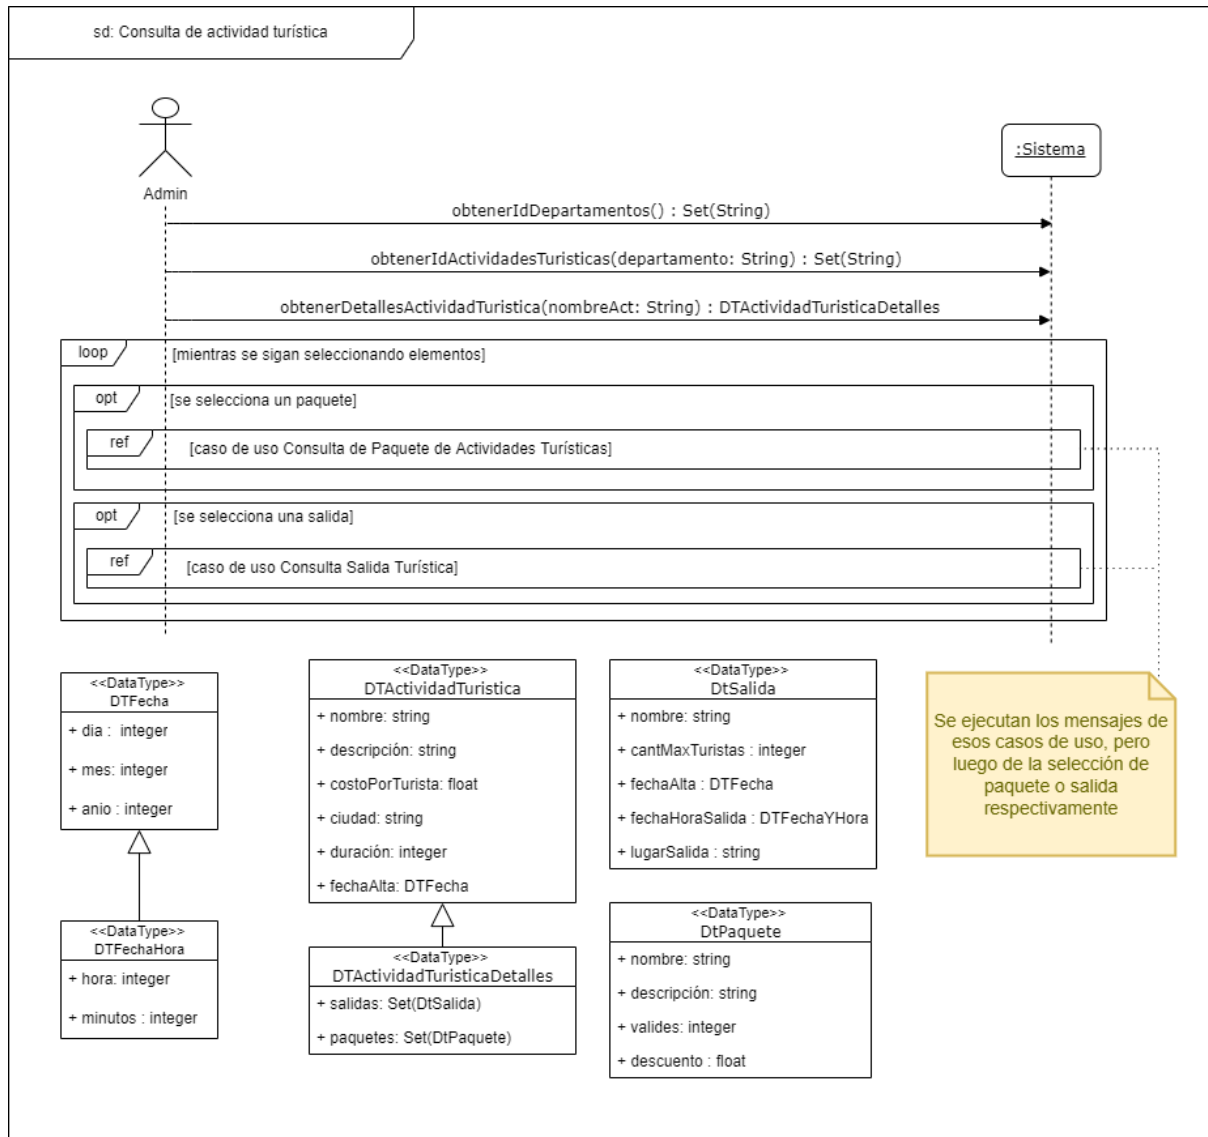 sd: Consulta de actividad turística
:Sistema
Admin
obtenerIdDepartamentos() : Set(String)
obtenerIdActividadesTuristicas(departamento: String) : Set(String)
obtenerDetallesActividadTuristica(nombreAct: String) : DTActividadTuristicaDetalles
loop [mientras se sigan seleccionando elementos]
opt [se selecciona un paquete]
ref [caso de uso Consulta de Paquete de Actividades Turísticas]
opt [se selecciona una salida]
ref [caso de uso Consulta Salida Turística]
<<DataType>>
DTFecha
+ dia : integer
+ mes: integer
+ anio : integer
<<DataType>>
DTFechaHora
+ hora: integer
+ minutos : integer
<<DataType>>
DTActividadTuristica
+ nombre: string
+ descripción: string
+ costoPorTurista: float
+ ciudad: string
+ duración: integer
+ fechaAlta: DTFecha
<<DataType>>
DTActividadTuristicaDetalles
+ salidas: Set(DtSalida)
+ paquetes: Set(DtPaquete)
<<DataType>>
DtSalida
+ nombre: string
+ cantMaxTuristas : integer
+ fechaAlta : DTFecha
+ fechaHoraSalida : DTFechaYHora
+ lugarSalida : string
<<DataType>>
DtPaquete
+ nombre: string
+ descripción: string
+ valides: integer
+ descuento : float
Se ejecutan los mensajes de
esos casos de uso, pero
luego de la selección de
paquete o salida
respectivamente